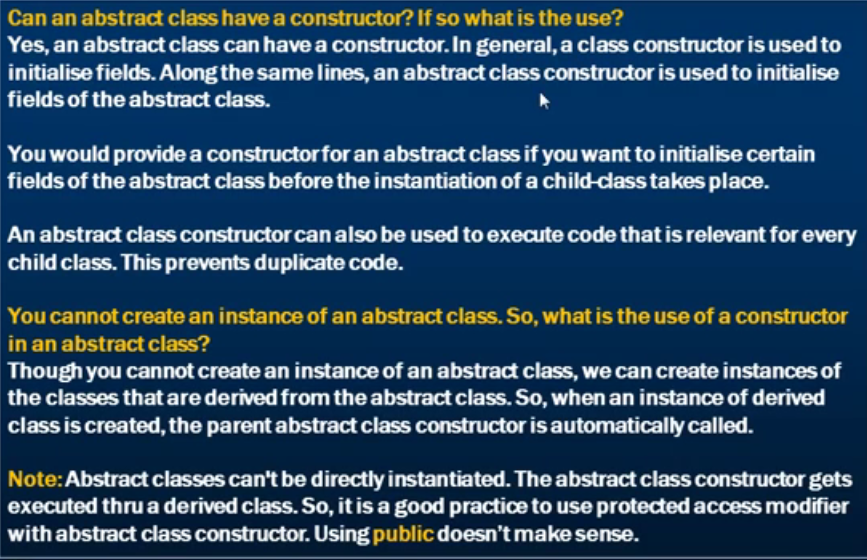 Can an abstract class have a constructor? If so what is the use?
Yes, an abstract class can have a constructor. In general, a class constructor is used to
initialise fields. Along the same lines, an abstract class constructor is used to initialise
fields of the abstract class.
You would provide a constructor for an abstract class if you want to initialise certain
fields of the abstract class before the instantiation of a child-class takes place.
An abstract class constructor can also be used to execute code that is relevant for every
child class. This prevents duplicate code.
You cannot create an instance of an abstract class. So, what is the use of a constructor
in an abstract class?
Though you cannot create an instance of an abstract class, we can create instances of
the classes that are derived from the abstract class. So, when an instance of derived
class is created, the parent abstract class constructor is automatically called.
Note: Abstract classes can't be directly instantiated. The abstract class constructor gets
executed thru a derived class. So, it is a good practice to use protected access modifier
with abstract class constructor. Using public doesn't make sense.